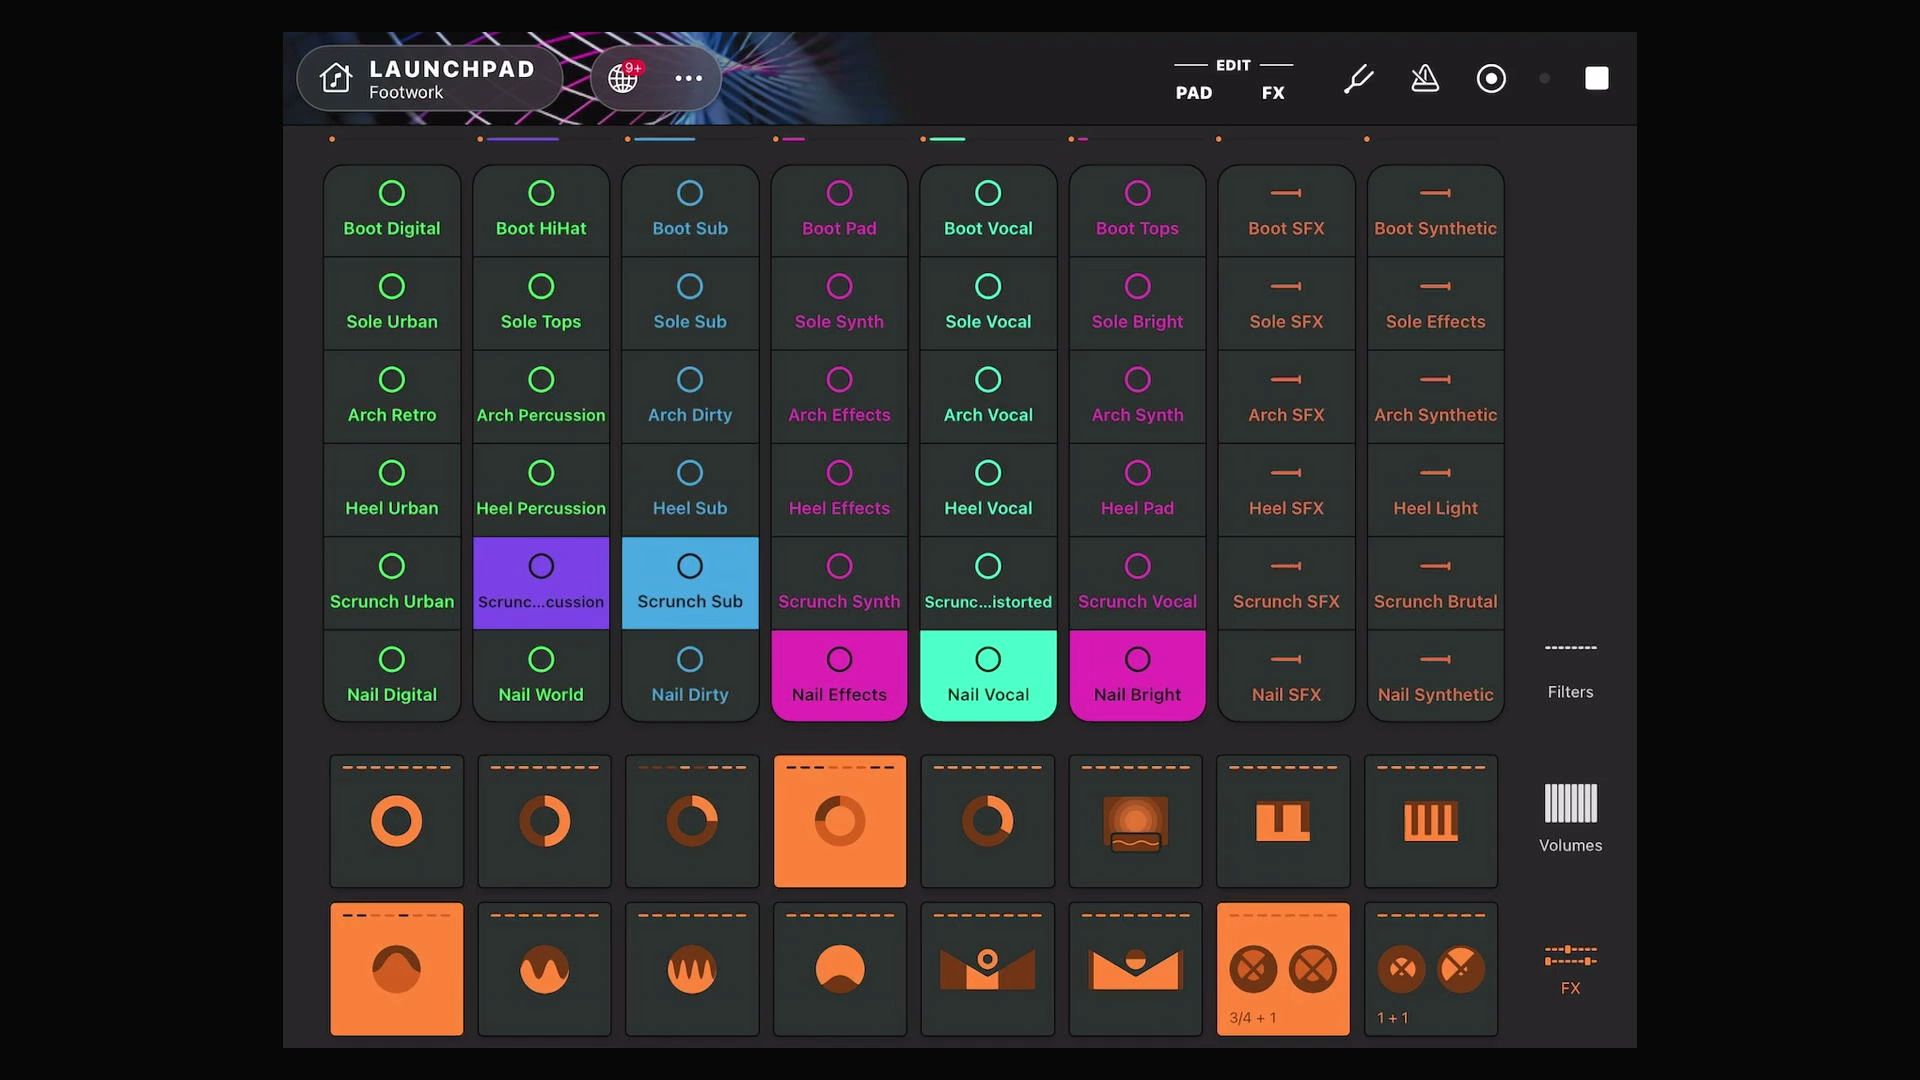 LAUNCHPAD
Footwork
9+
EDIT
PAD FX
Boot Digital Boot HiHat Boot Sub Boot Pad Boot Vocal Boot Tops Boot SFX Boot Synthetic
Sole Urban Sole Tops Sole Sub Sole Synth Sole Vocal Sole Bright Sole SFX Sole Effects
Arch Retro Arch Percussion Arch Dirty Arch Effects Arch Vocal Arch Synth Arch SFX Arch Synthetic
Heel Urban Heel Percussion Heel Sub Heel Effects Heel Vocal Heel Pad Heel SFX Heel Light
Scrunch Urban Scrunc...cussion Scrunch Sub Scrunch Synth Scrunc...istorted Scrunch Vocal Scrunch SFX Scrunch Brutal
Nail Digital Nail World Nail Dirty Nail Effects Nail Vocal Nail Bright Nail SFX Nail Synthetic
Filters
Volumes
FX
3/4 + 1 1 + 1